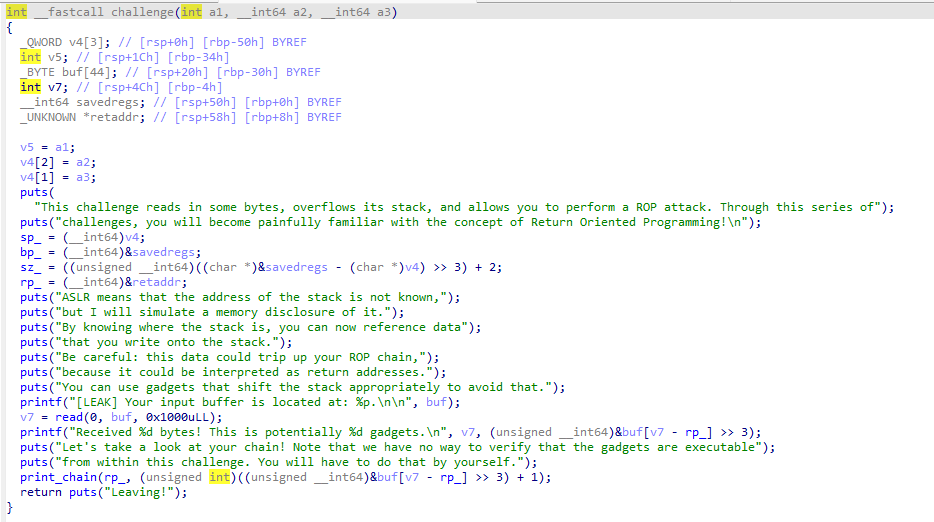 int __fastcall challenge(int a1, __int64 a2, __int64 a3)
{
_QWORD v4[3]; // [rsp+0h] [rbp-50h] BYREF
int v5; // [rsp+1Ch] [rbp-34h]
_BYTE buf[44]; // [rsp+20h] [rbp-30h] BYREF
int v7; // [rsp+4Ch] [rbp-4h]
__int64 savedregs; // [rsp+50h] [rbp+0h] BYREF
_UNKNOWN *retaddr; // [rsp+58h] [rbp+8h] BYREF
v5 = a1;
v4[2] = a2;
v4[1] = a3;
puts(
"This challenge reads in some bytes, overflows its stack, and allows you to perform a ROP attack. Through this series of");
puts("challenges, you will become painfully familiar with the concept of Return Oriented Programming!\n");
sp_ = (__int64)v4;
bp_ = (__int64)&savedregs;
sz_ = ((unsigned __int64)((char *)&savedregs - (char *)v4) >> 3) + 2;
rp_ = (__int64)&retaddr;
puts("ASLR means that the address of the stack is not known,");
puts("but I will simulate a memory disclosure of it.");
puts("By knowing where the stack is, you can now reference data");
puts("that you write onto the stack.");
puts("Be careful: this data could trip up your ROP chain,");
puts("because it could be interpreted as return addresses.");
puts("You can use gadgets that shift the stack appropriately to avoid that.");
printf("[LEAK] Your input buffer is located at: %p.\n\n", buf);
v7 = read(0, buf, 0x1000uLL);
printf("Received %d bytes! This is potentially %d gadgets.\n", v7, (unsigned __int64)&buf[v7 - rp_] >> 3);
puts("Let's take a look at your chain! Note that we have no way to verify that the gadgets are executable");
puts("from within this challenge. You will have to do that by yourself.");
print_chain(rp_, (unsigned int)((unsigned __int64)&buf[v7 - rp_] >> 3) + 1);
return puts("Leaving!");
}